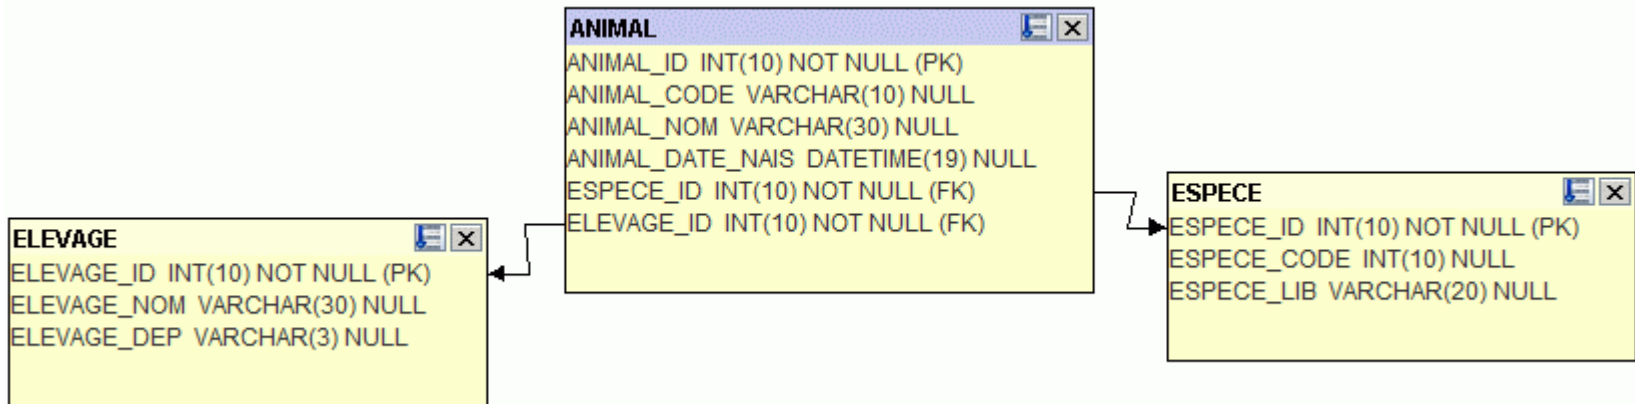 ANIMAL
ANIMAL_ID INT(10) NOT NULL (PK)
ANIMAL_CODE VARCHAR(10) NULL
ANIMAL_NOM VARCHAR(30) NULL
ANIMAL_DATE_NAIS DATETIME(19) NULL
ESPECE_ID INT(10) NOT NULL (FK)
ELEVAGE_ID INT(10) NOT NULL (FK)
ELEVAGE
ELEVAGE_ID INT(10) NOT NULL (PK)
ELEVAGE_NOM VARCHAR(30) NULL
ELEVAGE_DEP VARCHAR(3) NULL
ESPECE
ESPECE_ID INT(10) NOT NULL (PK)
ESPECE_CODE INT(10) NULL
ESPECE_LIB VARCHAR(20) NULL